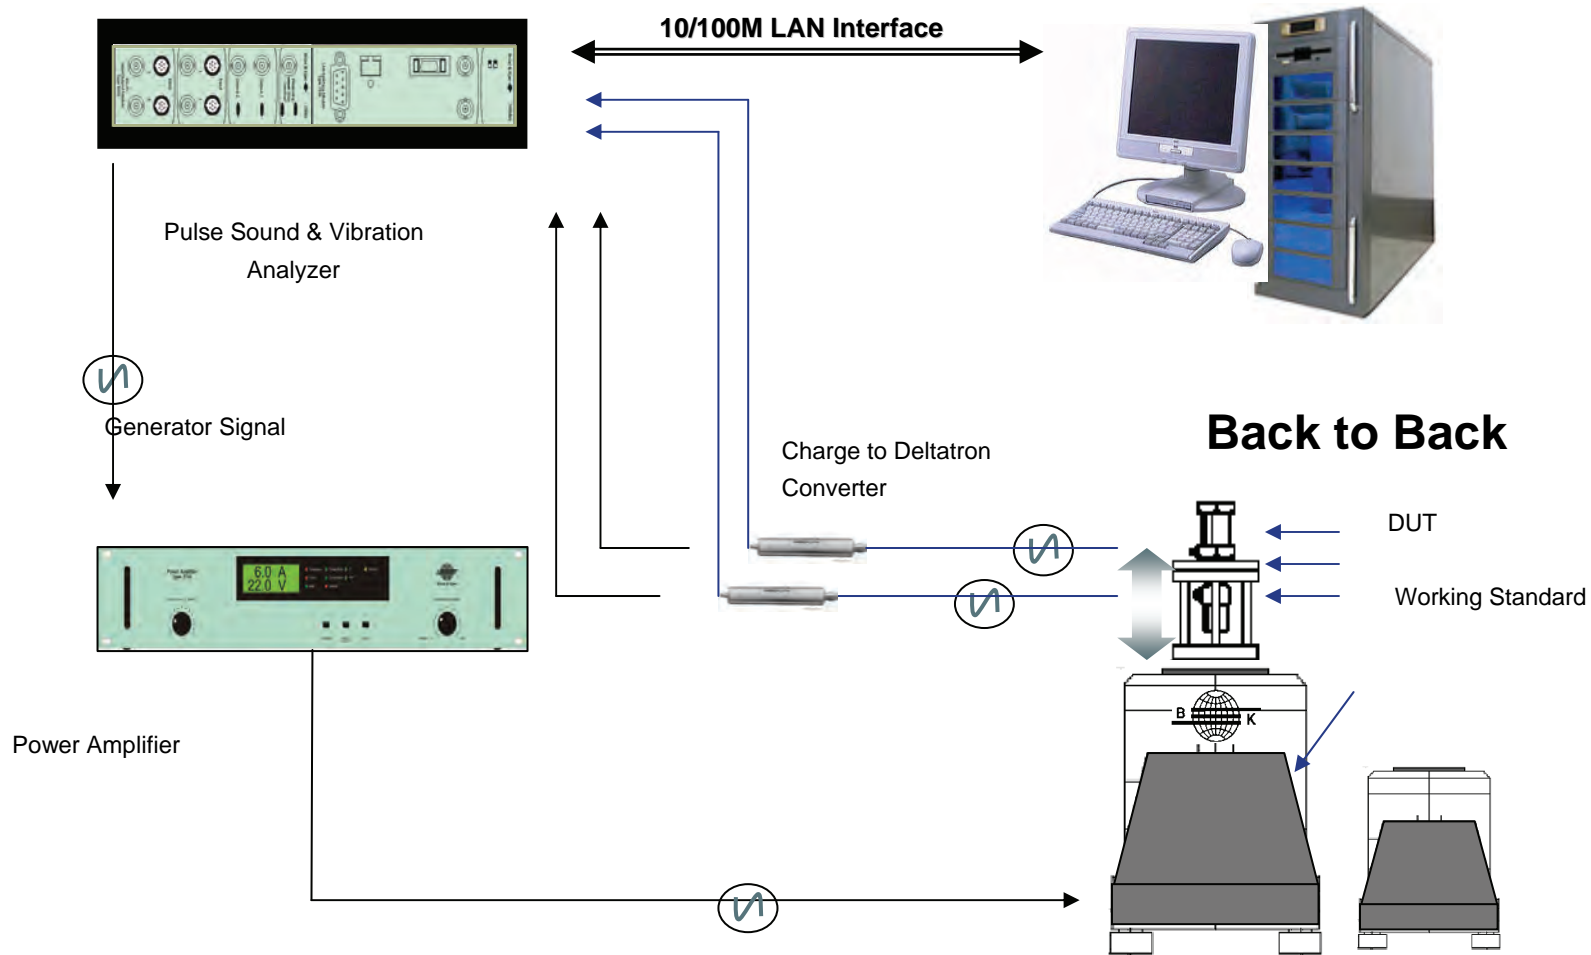 10/100M LAN Interface
Pulse Sound & Vibration
Analyzer
Generator Signal
Back to Back
Charge to Deltatron
Converter
DUT
6.0 A
22.0 V
Working Standard
B K
Power Amplifier